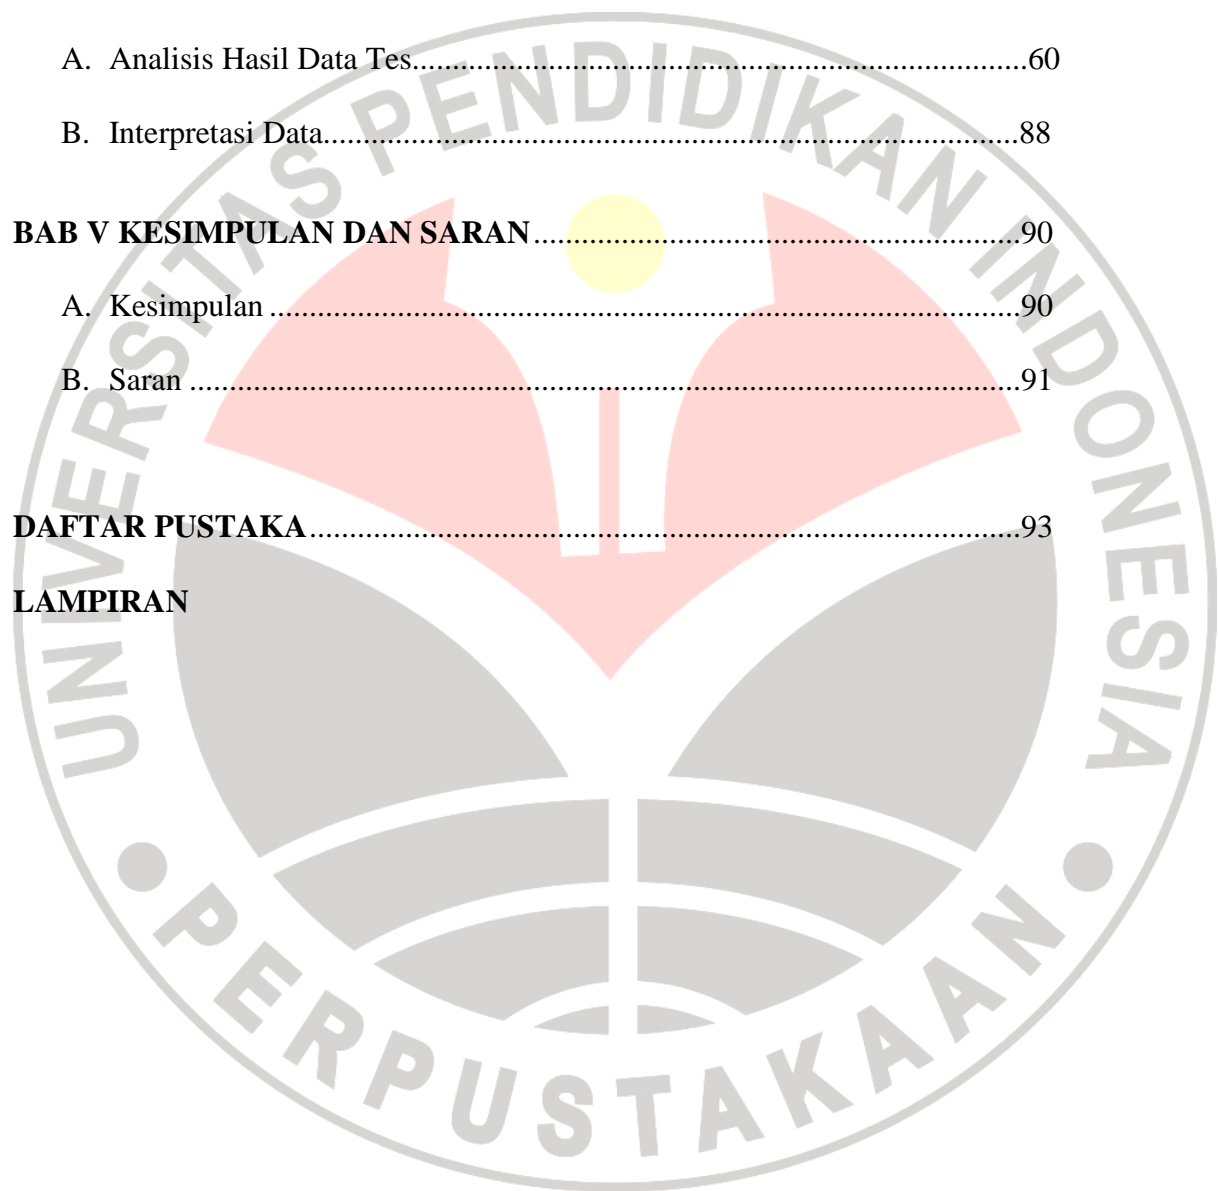 A. Analisis Hasil Data Tes...........................................................................60
B. Interpretasi Data.....................................................................................88
BAB V KESIMPULAN DAN SARAN...........................................................90
A. Kesimpulan ............................................................................................90
B. Saran ......................................................................................................91
DAFTAR PUSTAKA.......................................................................................93
LAMPIRAN
UNIVERSITAS PENDIDIKAN INDONESIA
PERPUSTAKAAN